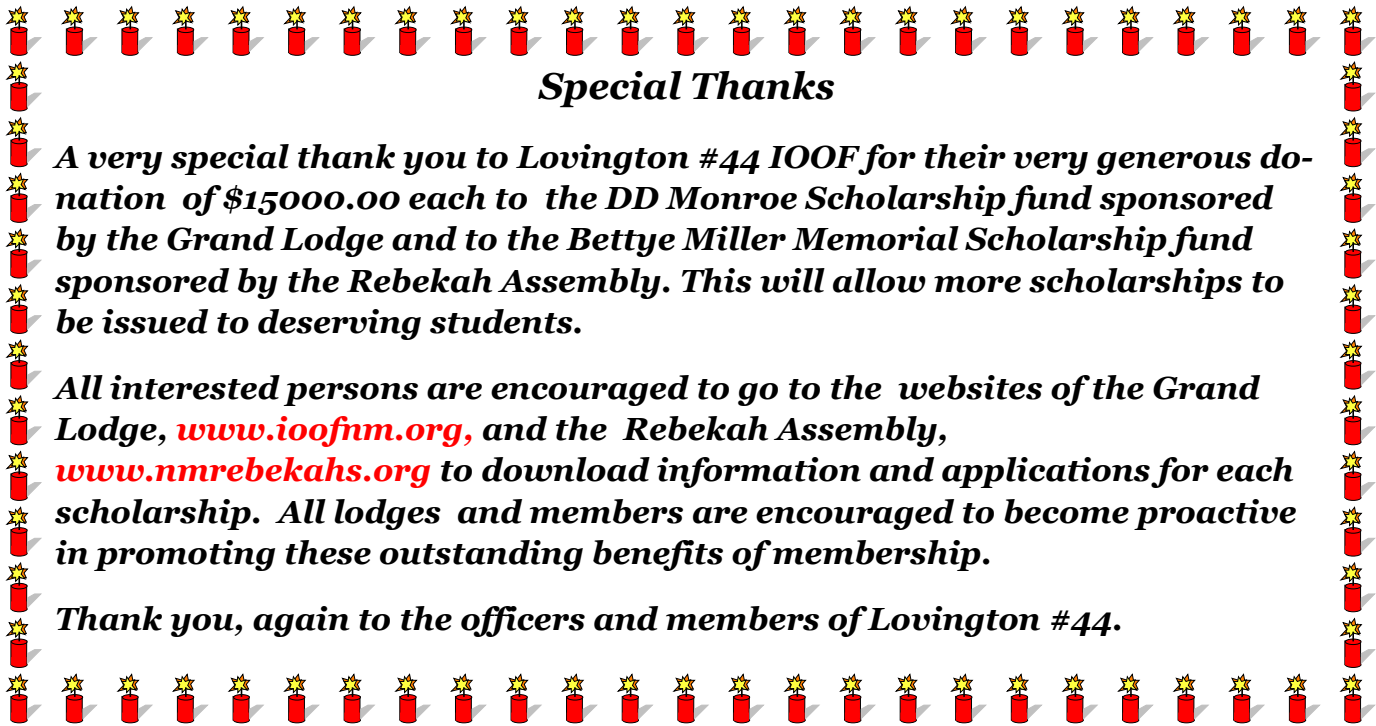 Special Thanks
A very special thank you to Lovington #44 IOOF for their very generous do-
nation of $15000.00 each to the DD Monroe Scholarship fund sponsored
by the Grand Lodge and to the Bettye Miller Memorial Scholarship fund
sponsored by the Rebekah Assembly. This will allow more scholarships to
be issued to deserving students.
All interested persons are encouraged to go to the websites of the Grand
Lodge, www.ioofnm.org, and the Rebekah Assembly,
www.nmrebekahs.org to download information and applications for each
scholarship. All lodges and members are encouraged to become proactive
in promoting these outstanding benefits of membership.
Thank you, again to the officers and members of Lovington #44.